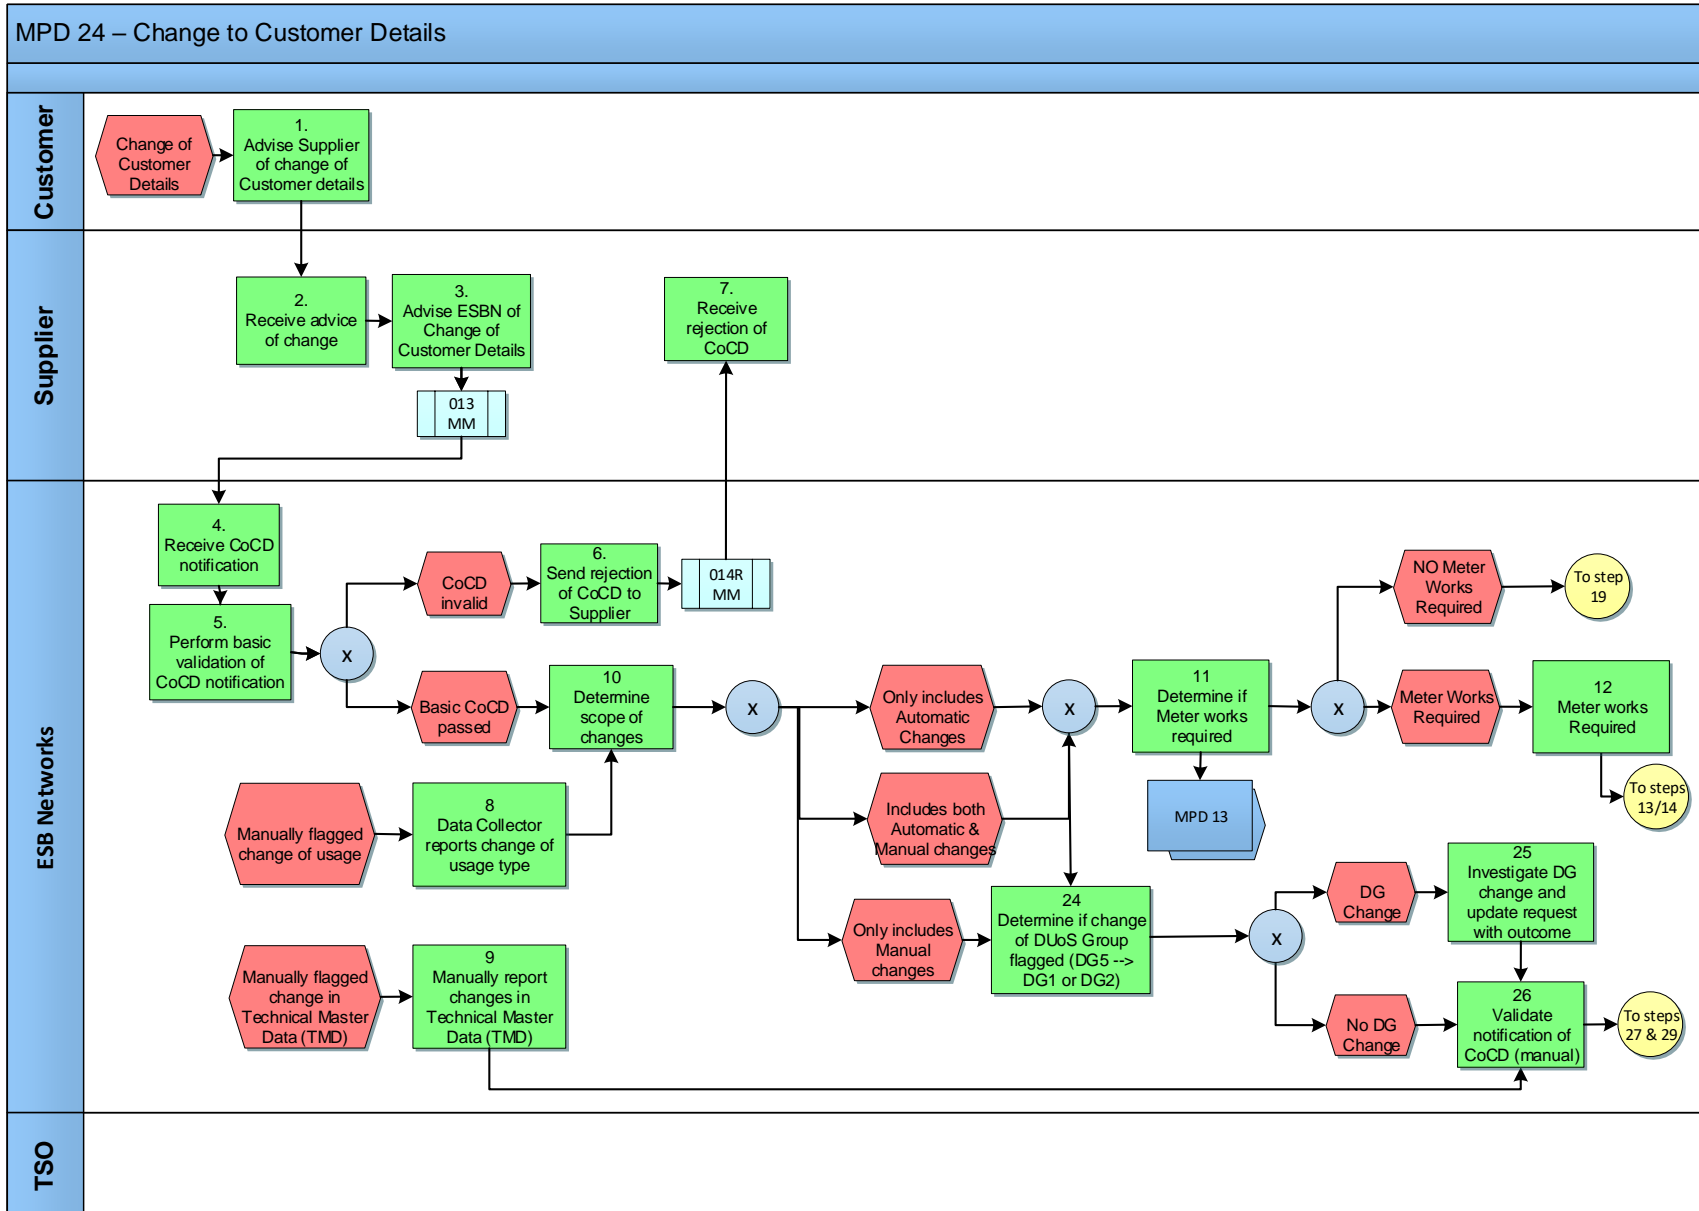 MPD 24 – Change to Customer Details
Customer
Change of
Customer
Details
1.
Advise Supplier
of change of
Customer details
Supplier
2.
Receive advice
of change
3.
Advise ESBN of
Change of
Customer Details
013
MM
7.
Receive
rejection of
CoCD
ESB Networks
4.
Receive CoCD
notification
5.
Perform basic
validation of
CoCD notification
X
CoCD
invalid
6.
Send rejection
of CoCD to
Supplier
014R
MM
Basic CoCD
passed
10
Determine
scope of
changes
X
Manually flagged
change of usage
8
Data Collector
reports change of
usage type
Manually flagged
change in
Technical Master
Data (TMD)
9
Manually report
changes in
Technical Master
Data (TMD)
Only includes
Automatic
Changes
Includes both
Automatic &
Manual changes
Only includes
Manual
changes
X
11
Determine if
Meter works
required
MPD 13
X
NO Meter
Works
Required
To step
19
Meter Works
Required
12
Meter works
Required
To steps
13/14
24
Determine if change
of DUoS Group
flagged (DG5 -->
DG1 or DG2)
X
DG
Change
25
Investigate DG
change and
update request
with outcome
No DG
Change
26
Validate
notification of
CoCD (manual)
To steps
27 & 29
TSO